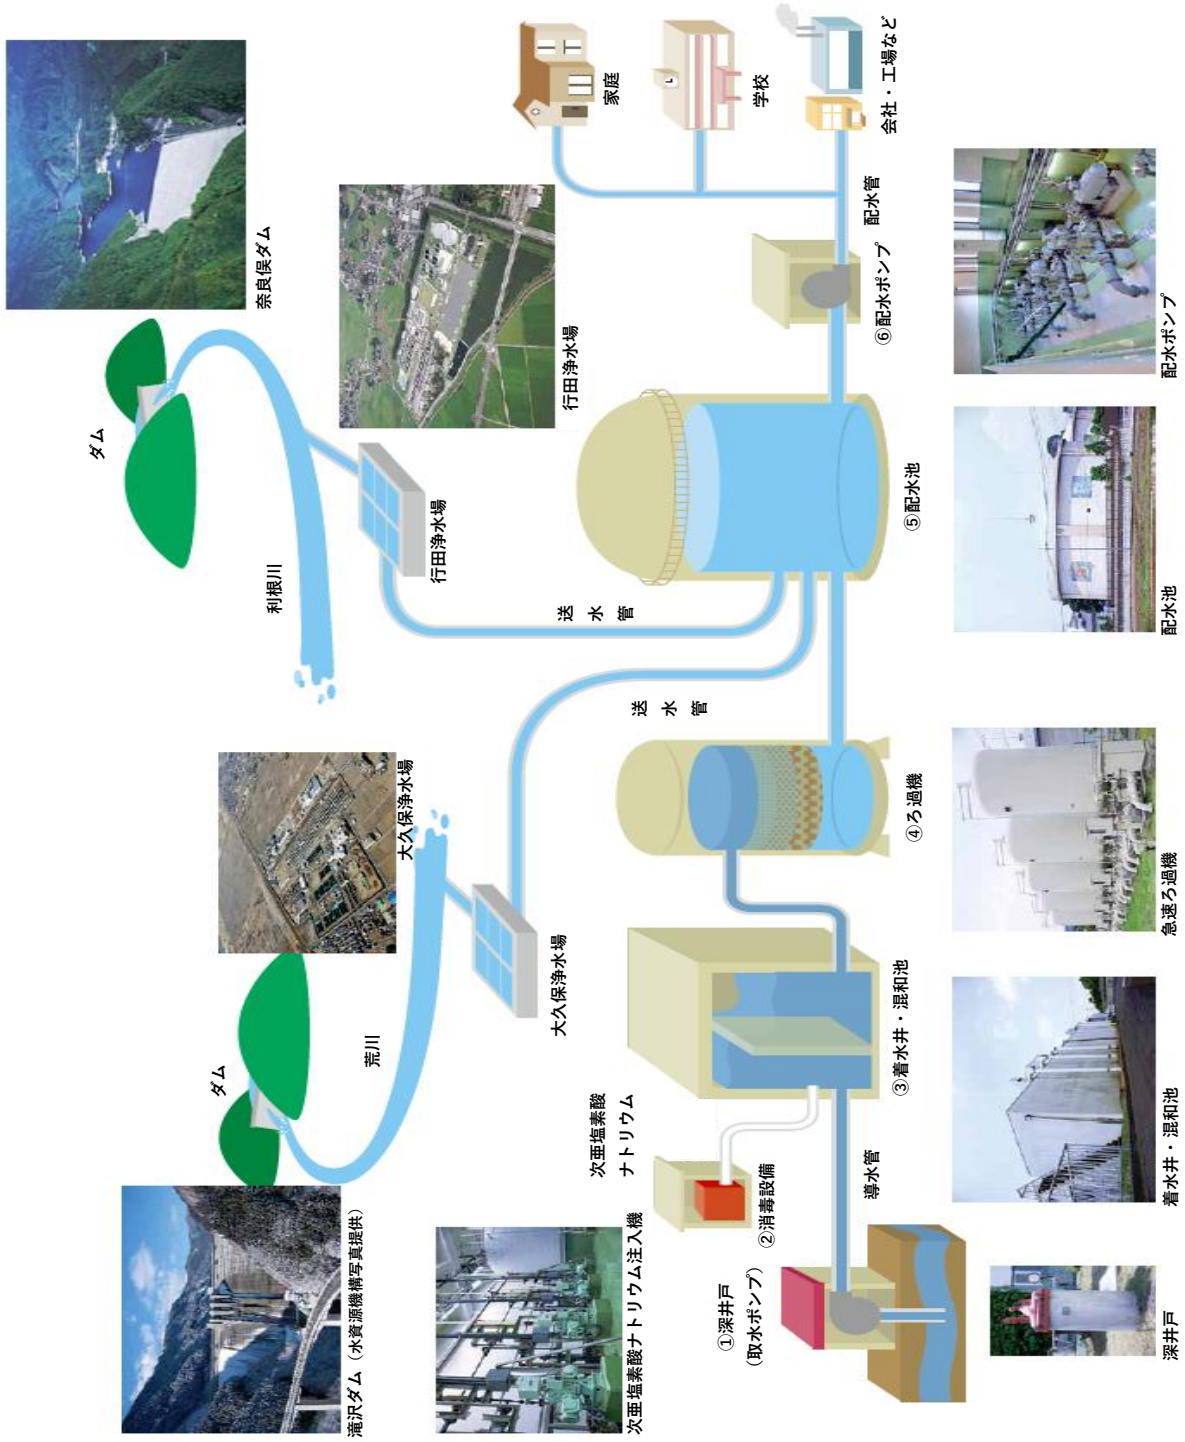 滝沢ダム（水資源機構写真提供）
ダム
荒川
大久保浄水場
大久保浄水場
ダム
奈良俣ダム
利根川
行田浄水場
行田浄水場
送水管
送水管
次亜塩素酸ナトリウム注入機
次亜塩素酸
ナトリウム
②消毒設備
①深井戸
（取水ポンプ）
導水管
③着水井・混和池
④ろ過機
⑤配水池
⑥配水ポンプ
配水管
家庭
学校
会社・工場など
深井戸
着水井・混和池
急速ろ過機
配水池
配水ポンプ